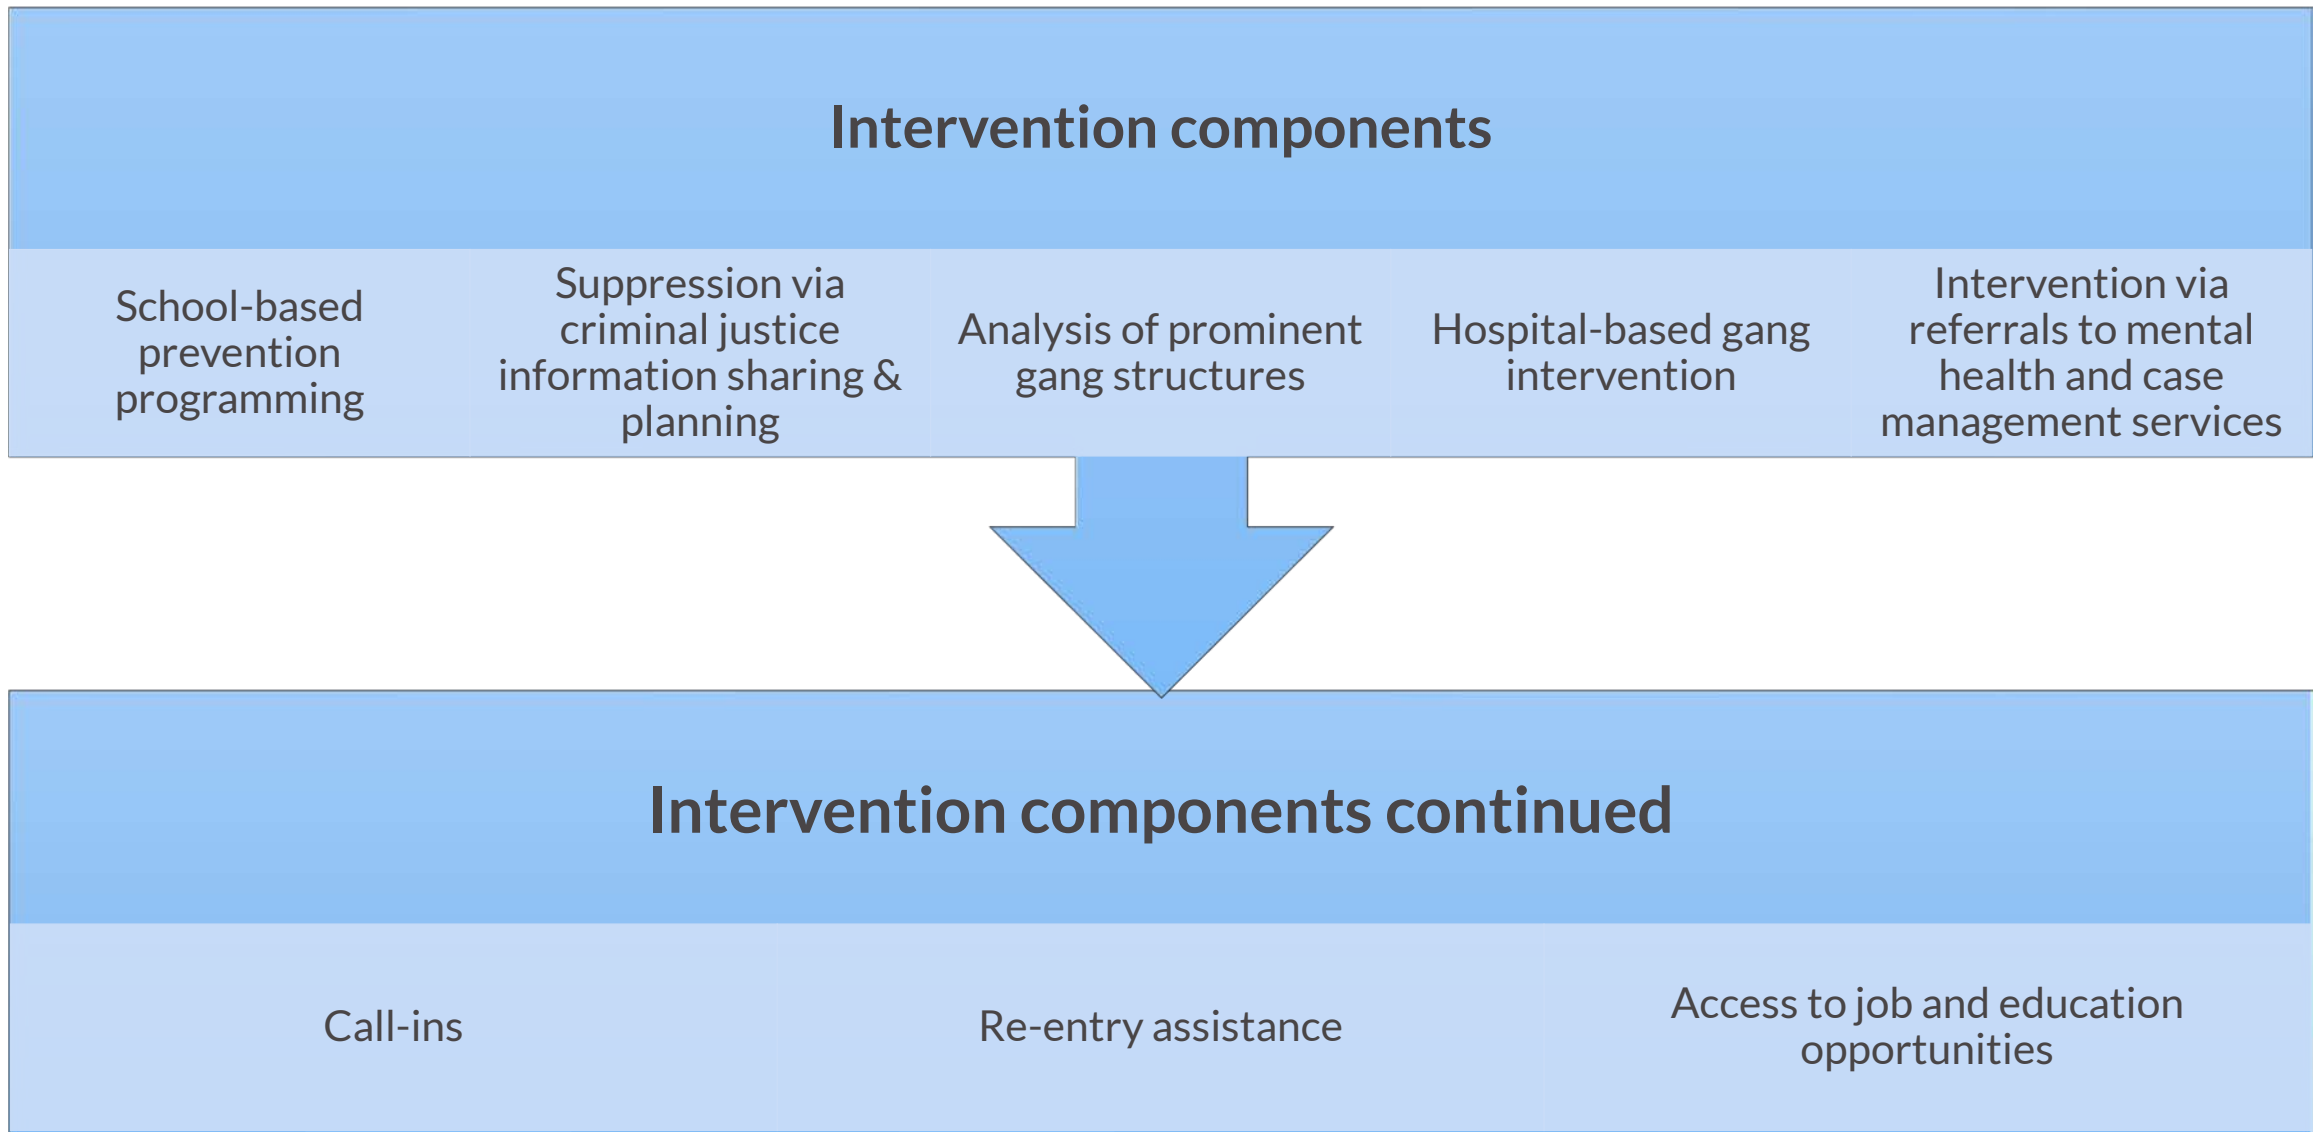 Intervention components
School-based
prevention
programming
Suppression via
criminal justice
information sharing &
planning
Analysis of prominent
gang structures
Hospital-based gang
intervention
Intervention via
referrals to mental
health and case
management services
Intervention components continued
Call-ins
Re-entry assistance
Access to job and education
opportunities